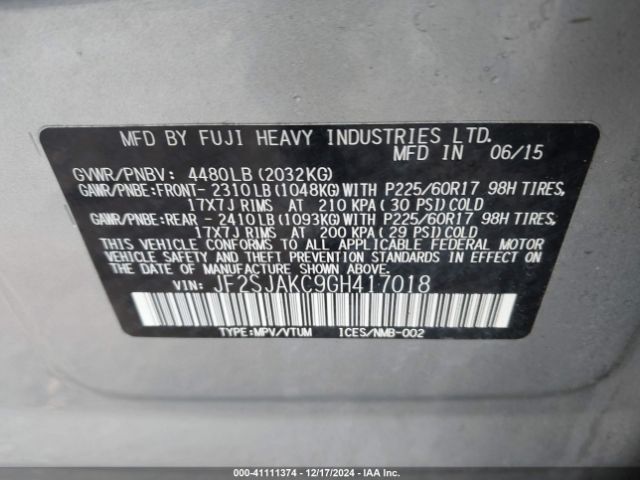 MFD BY FUJI HEAVY INDUSTRIES LTD.
MFD IN 06/15
GVWR/PNBV: 4480LB(2032KG)
GAWR/PNBE:FRONT- 2310LB(1048KG)WITH P225/60R17 98H TIRES,
17X7J RIMS AT 210 KPA(30 PSI)COLD
GAWR/PNBE:REAR - 2410LB(1093KG)WITH P225/60R17 98H TIRES,
17X7J RIMS AT 200 KPA(29 PSI)COLD
THIS VEHICLE CONFORMS TO ALL APPLICABLE FEDERAL MOTOR
VEHICLE SAFETY AND THEFT PREVENTION STANDARDS IN EFFECT
ON THE DATE OF MANUFACTURE SHOWN ABOVE.
VIN: JF2SJAKC9GH417018
TYPE:MPV/VTUM ICES/NMB-002
000-41111374 - 12/17/2024 - IAA Inc.